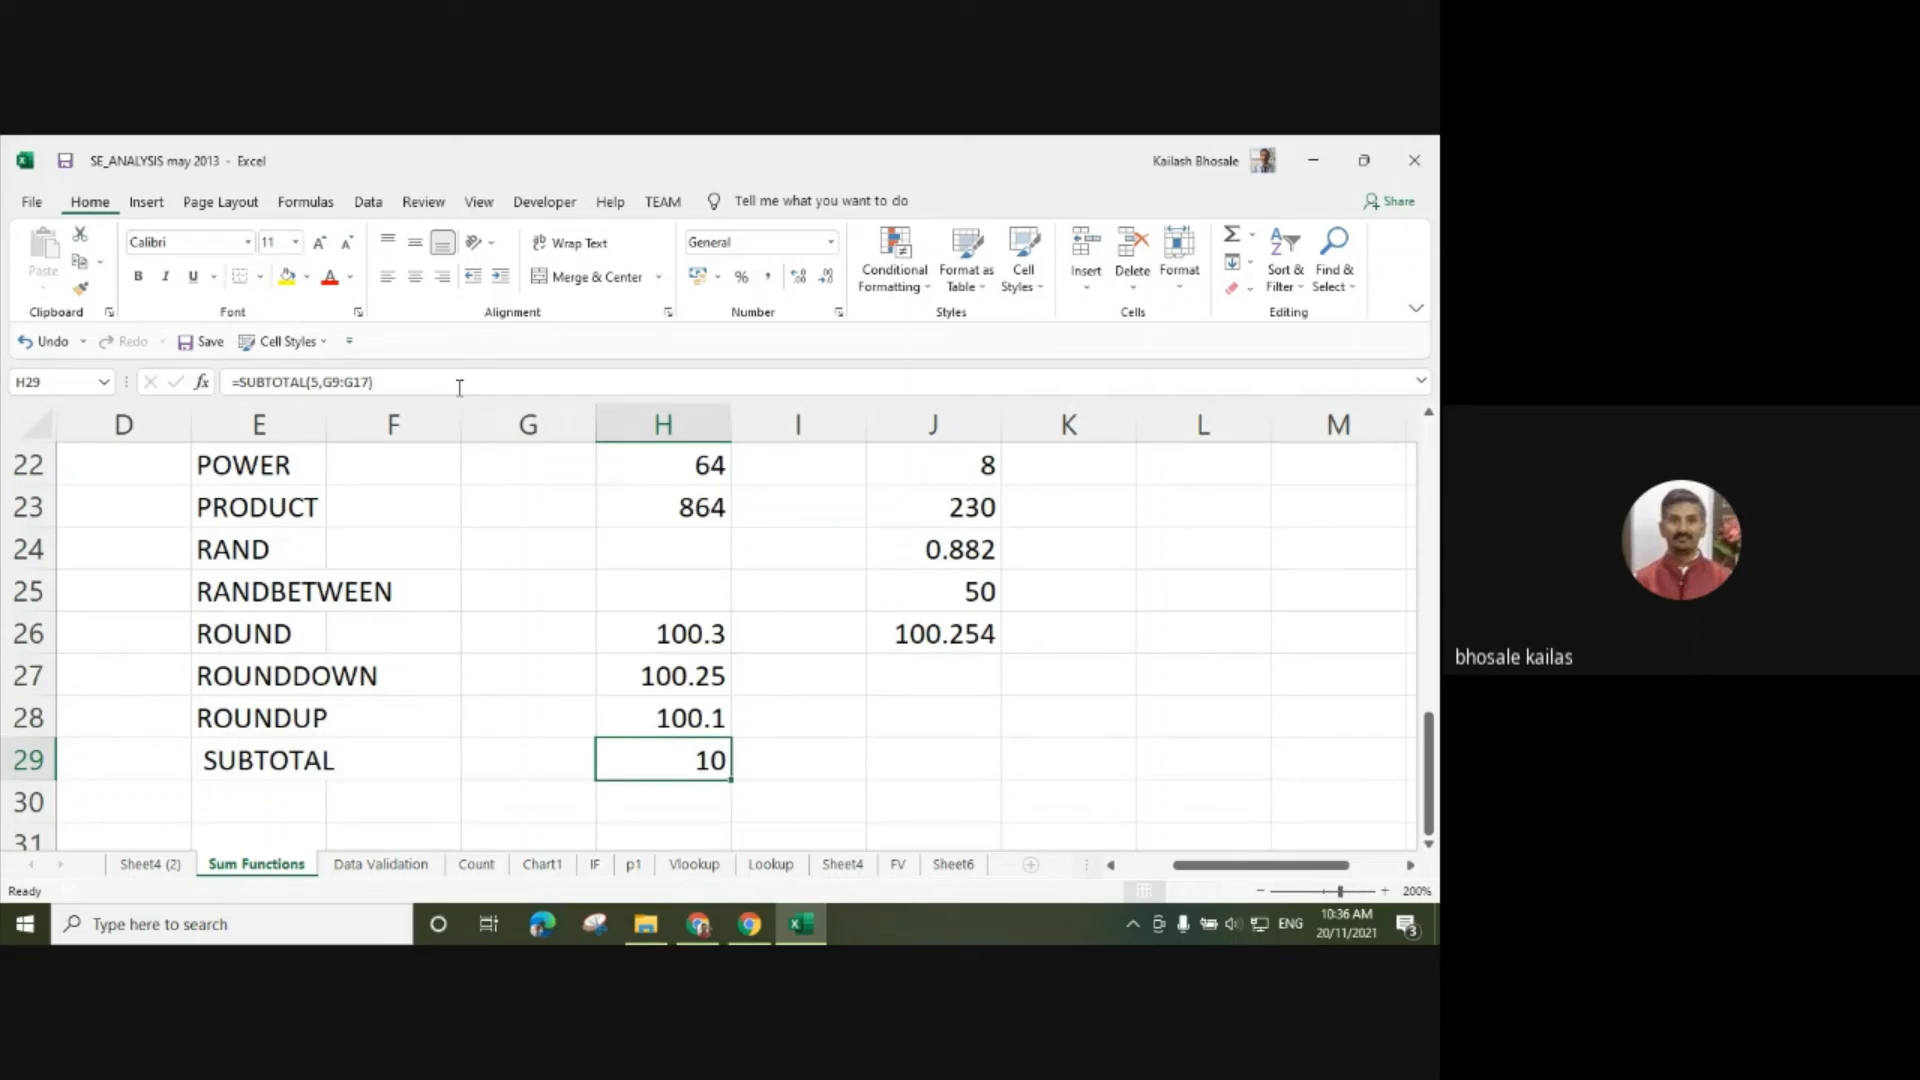 SE_ANALYSIS may 2013 - Excel
Kailash Bhosale
File Home Insert Page Layout Formulas Data Review View Developer Help TEAM Tell me what you want to do Share
Paste
Calibri 11
B I U
Wrap Text
Merge & Center
General
%
Conditional Formatting
Format as Table
Cell Styles
Insert
Delete
Format
Sort & Filter
Find & Select
Clipboard Font Alignment Number Styles Cells Editing
Undo Redo Save Cell Styles
H29 fx =SUBTOTAL(5,G9:G17)
D E F G H I J K L M
22 POWER 64 8
23 PRODUCT 864 230
24 RAND 0.882
25 RANDBETWEEN 50
26 ROUND 100.3 100.254
27 ROUNDDOWN 100.25
28 ROUNDUP 100.1
29 SUBTOTAL 10
30
31
Sheet4 (2) Sum Functions Data Validation Count Chart1 IF p1 Vlookup Lookup Sheet4 FV Sheet6
Ready
200%
Type here to search
ENG
10:36 AM
20/11/2021
3
bhosale kailas